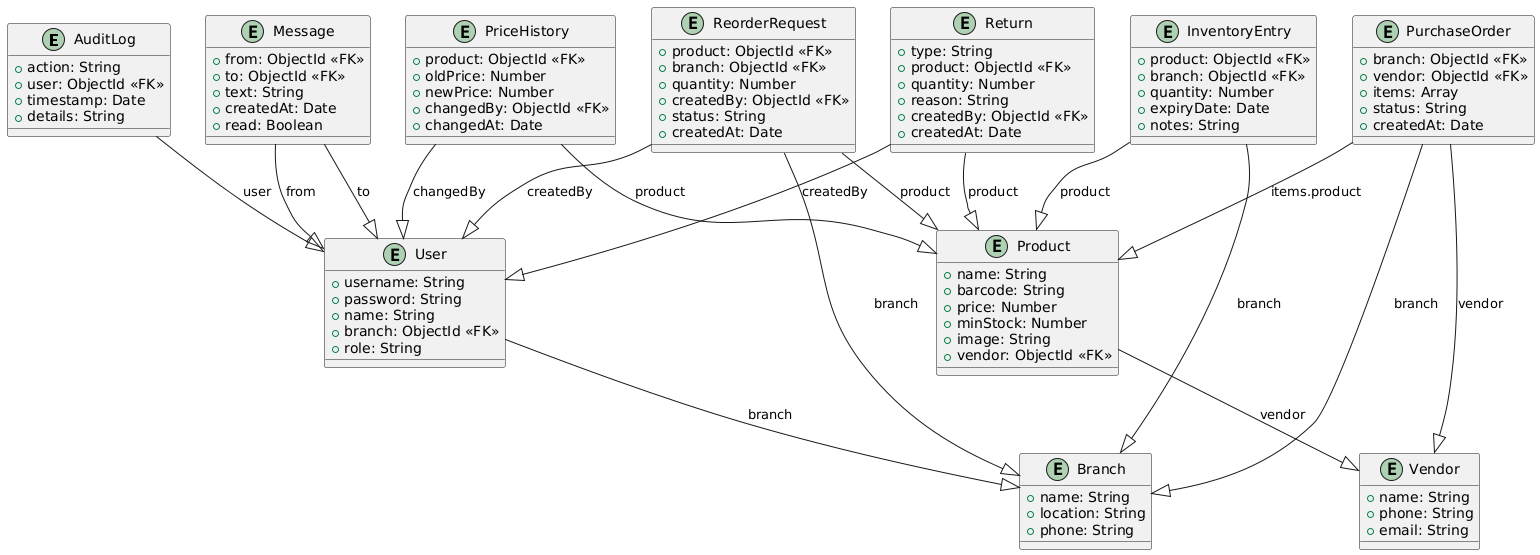 E AuditLog
action: String
user: ObjectId «FK»
timestamp: Date
details: String
E Message
from: ObjectId «FK»
to: ObjectId «FK»
text: String
createdAt: Date
read: Boolean
E PriceHistory
product: ObjectId «FK»
oldPrice: Number
newPrice: Number
changedBy: ObjectId «FK»
changedAt: Date
E ReorderRequest
product: ObjectId «FK»
branch: ObjectId «FK»
quantity: Number
createdBy: ObjectId «FK»
status: String
createdAt: Date
E Return
type: String
product: ObjectId «FK»
quantity: Number
reason: String
createdBy: ObjectId «FK»
createdAt: Date
E InventoryEntry
product: ObjectId «FK»
branch: ObjectId «FK»
quantity: Number
expiryDate: Date
notes: String
E PurchaseOrder
branch: ObjectId «FK»
vendor: ObjectId «FK»
items: Array
status: String
createdAt: Date
user
from
to
changedBy
createdBy
product
createdBy
product
product
product
items.product
E User
username: String
password: String
name: String
branch: ObjectId «FK»
role: String
E Product
name: String
barcode: String
price: Number
minStock: Number
image: String
vendor: ObjectId «FK»
branch
branch
branch
vendor
branch
vendor
E Branch
name: String
location: String
phone: String
E Vendor
name: String
phone: String
email: String